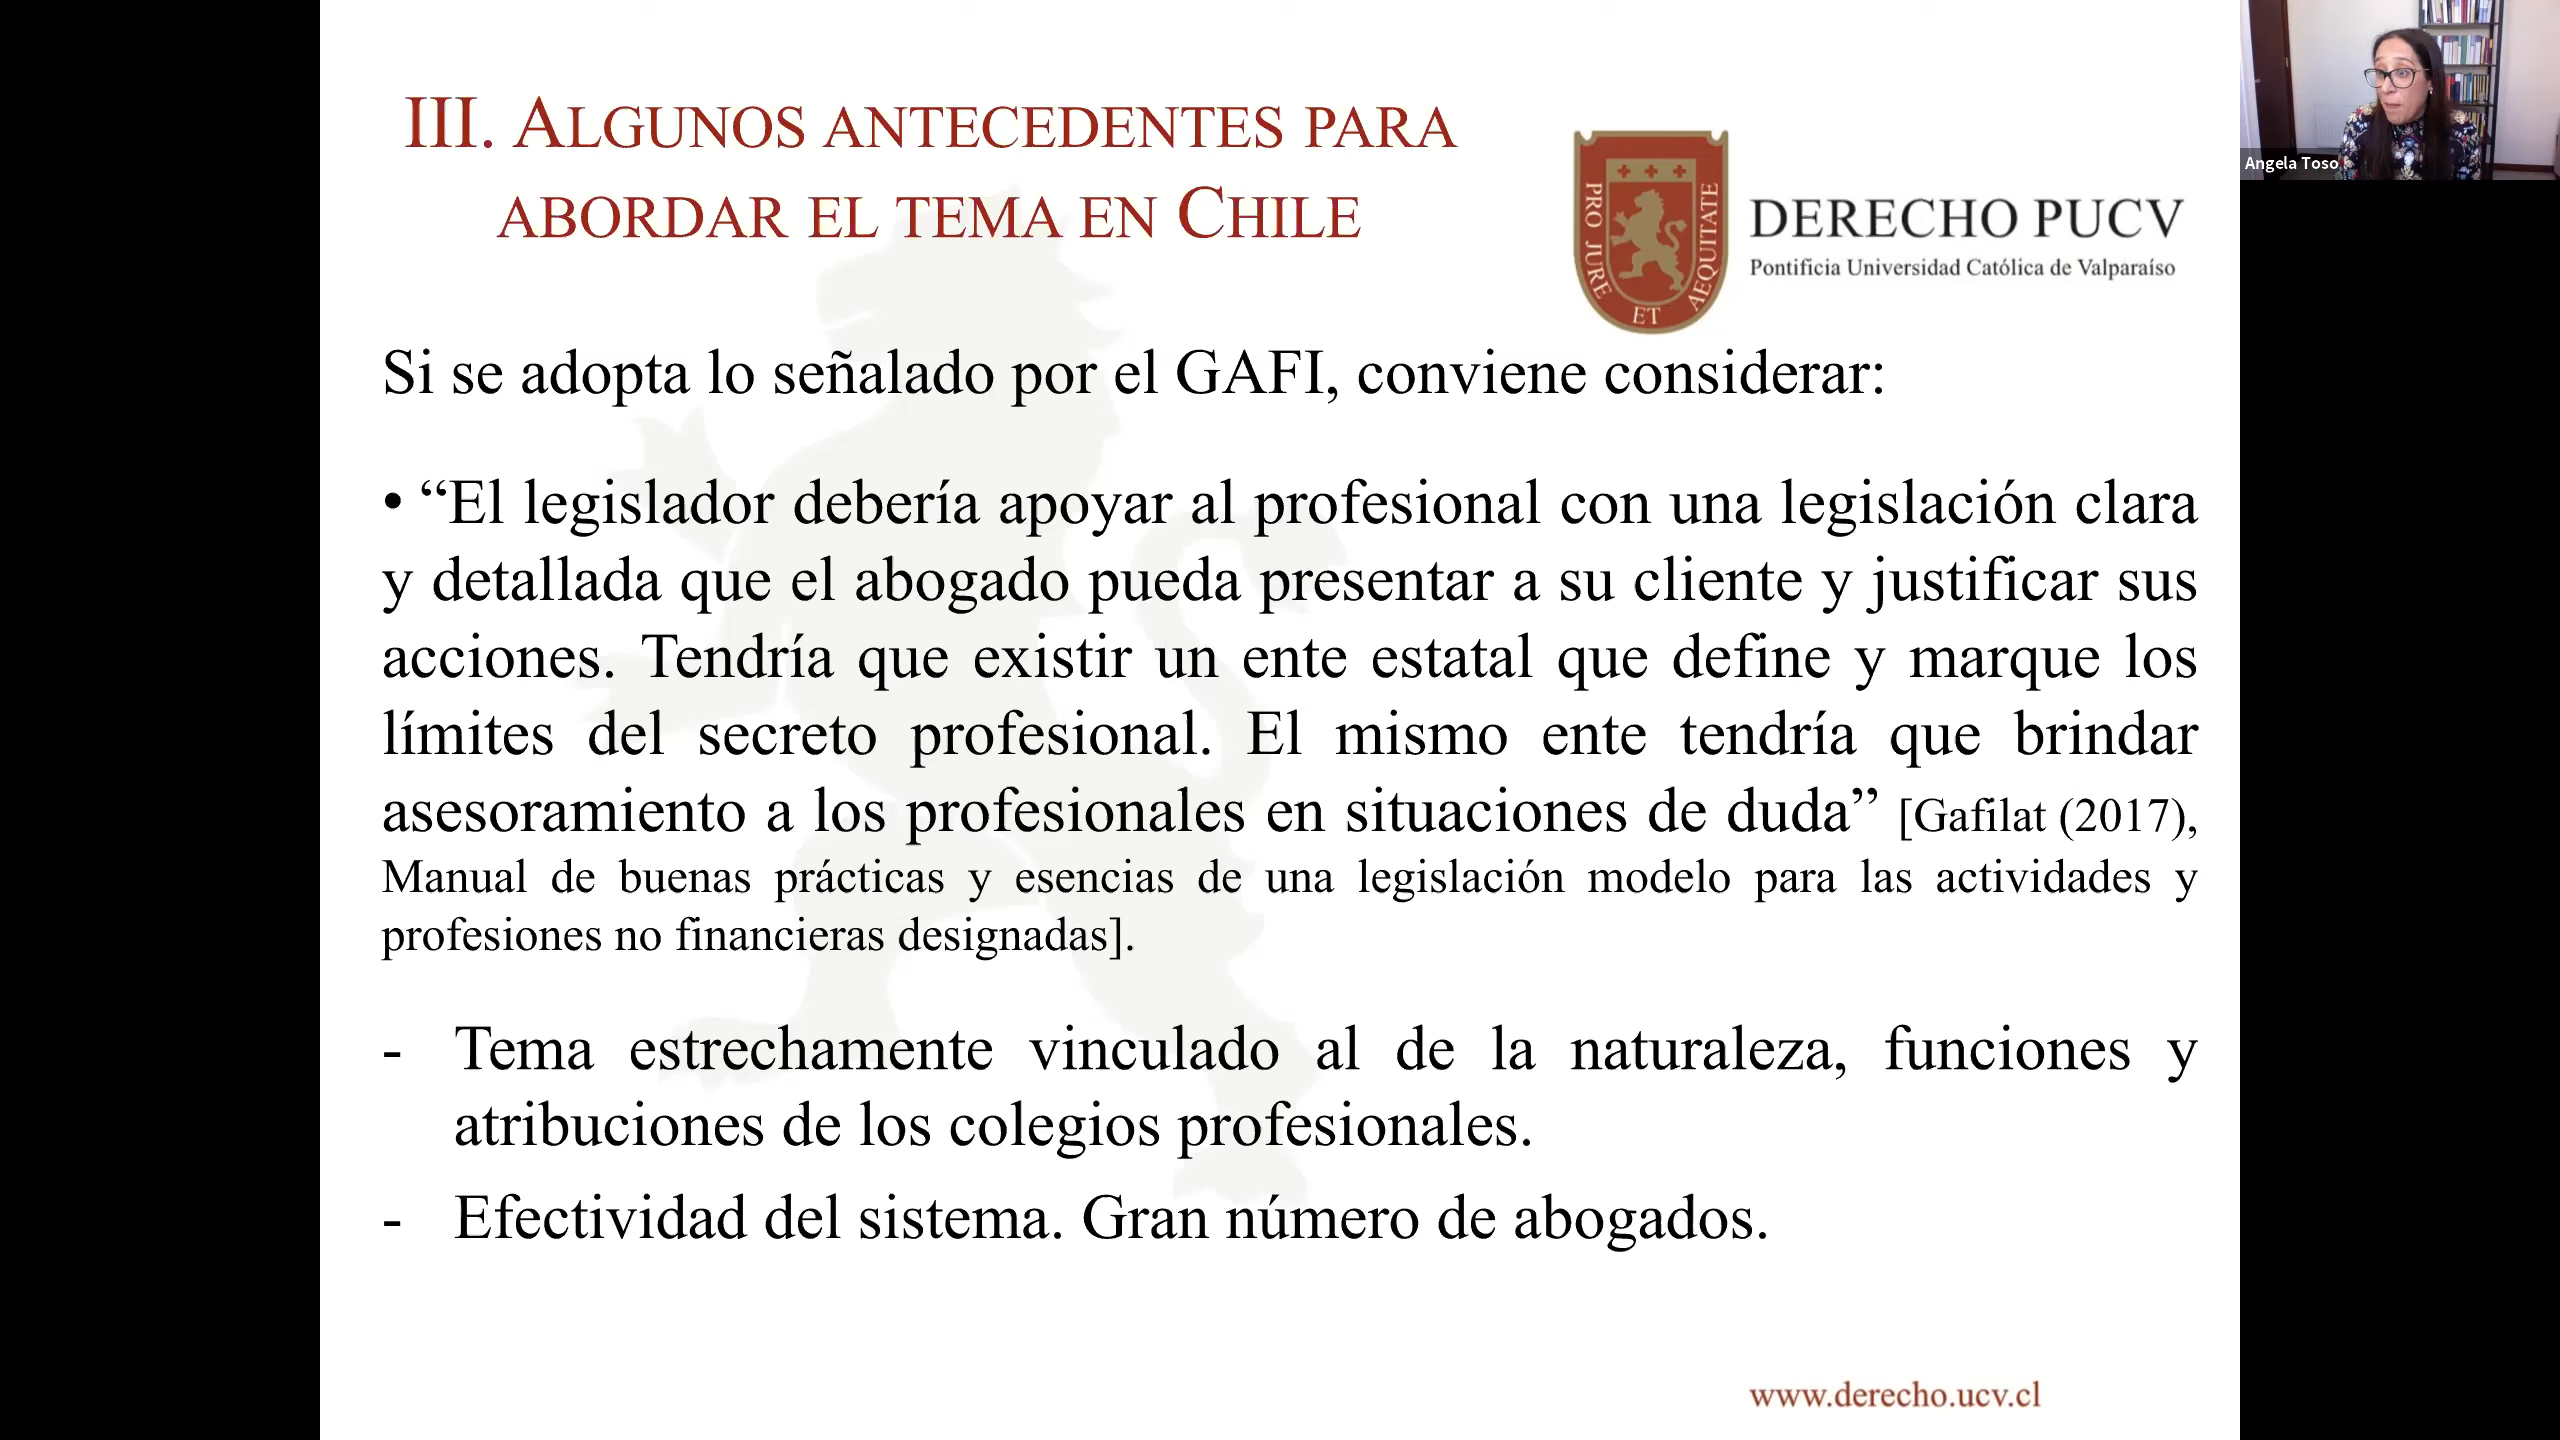 III. ALGUNOS ANTECEDENTES PARA
ABORDAR EL TEMA EN CHILE
PRO JURE ET AEQUITATE
DERECHO PUCV
Pontificia Universidad Católica de Valparaíso
Angela Toso
Si se adopta lo señalado por el GAFI, conviene considerar:
• “El legislador debería apoyar al profesional con una legislación clara
y detallada que el abogado pueda presentar a su cliente y justificar sus
acciones. Tendría que existir un ente estatal que define y marque los
límites del secreto profesional. El mismo ente tendría que brindar
asesoramiento a los profesionales en situaciones de duda” [Gafilat (2017),
Manual de buenas prácticas y esencias de una legislación modelo para las actividades y
profesiones no financieras designadas].
- Tema estrechamente vinculado al de la naturaleza, funciones y
atribuciones de los colegios profesionales.
- Efectividad del sistema. Gran número de abogados.
www.derecho.ucv.cl